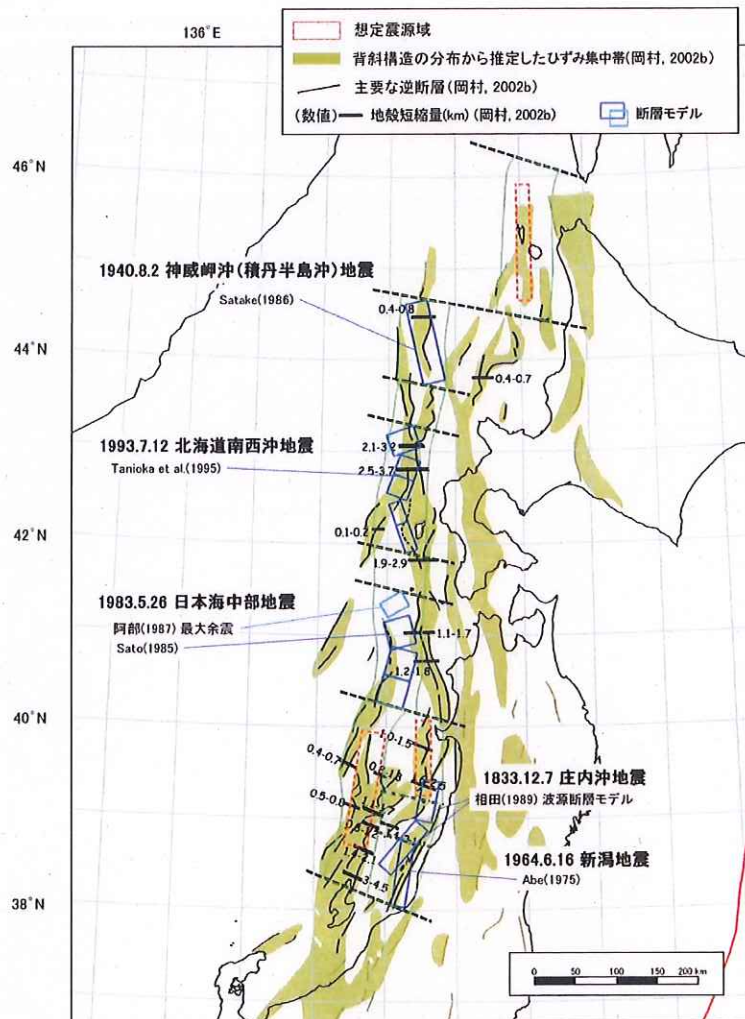 136°E
想定震源域
背斜構造の分布から推定したひずみ集中帯(岡村, 2002b)
主要な逆断層(岡村, 2002b)
(数値) 地殻短縮量(km) (岡村, 2002b) 断層モデル
46°N
1940.8.2 神威岬沖(積丹半島沖)地震
Satake(1986)
0.4-0.8
44°N
0.4-0.7
1993.7.12 北海道南西沖地震
2.1-3.2
Tanioka et al.(1995)
2.5-3.7
42°N
0.1-0.2
1.9-2.9
1983.5.26 日本海中部地震
阿部(1987) 最大余震
1.1-1.7
Sato(1985)
1.2-1.8
40°N
1.0-1.5
0.4-0.7
1833.12.7 庄内沖地震
0.5-0.8
相田(1989) 波源断層モデル
1964.6.16 新潟地震
Abe(1975)
38°N
0 50 100 150 200 km